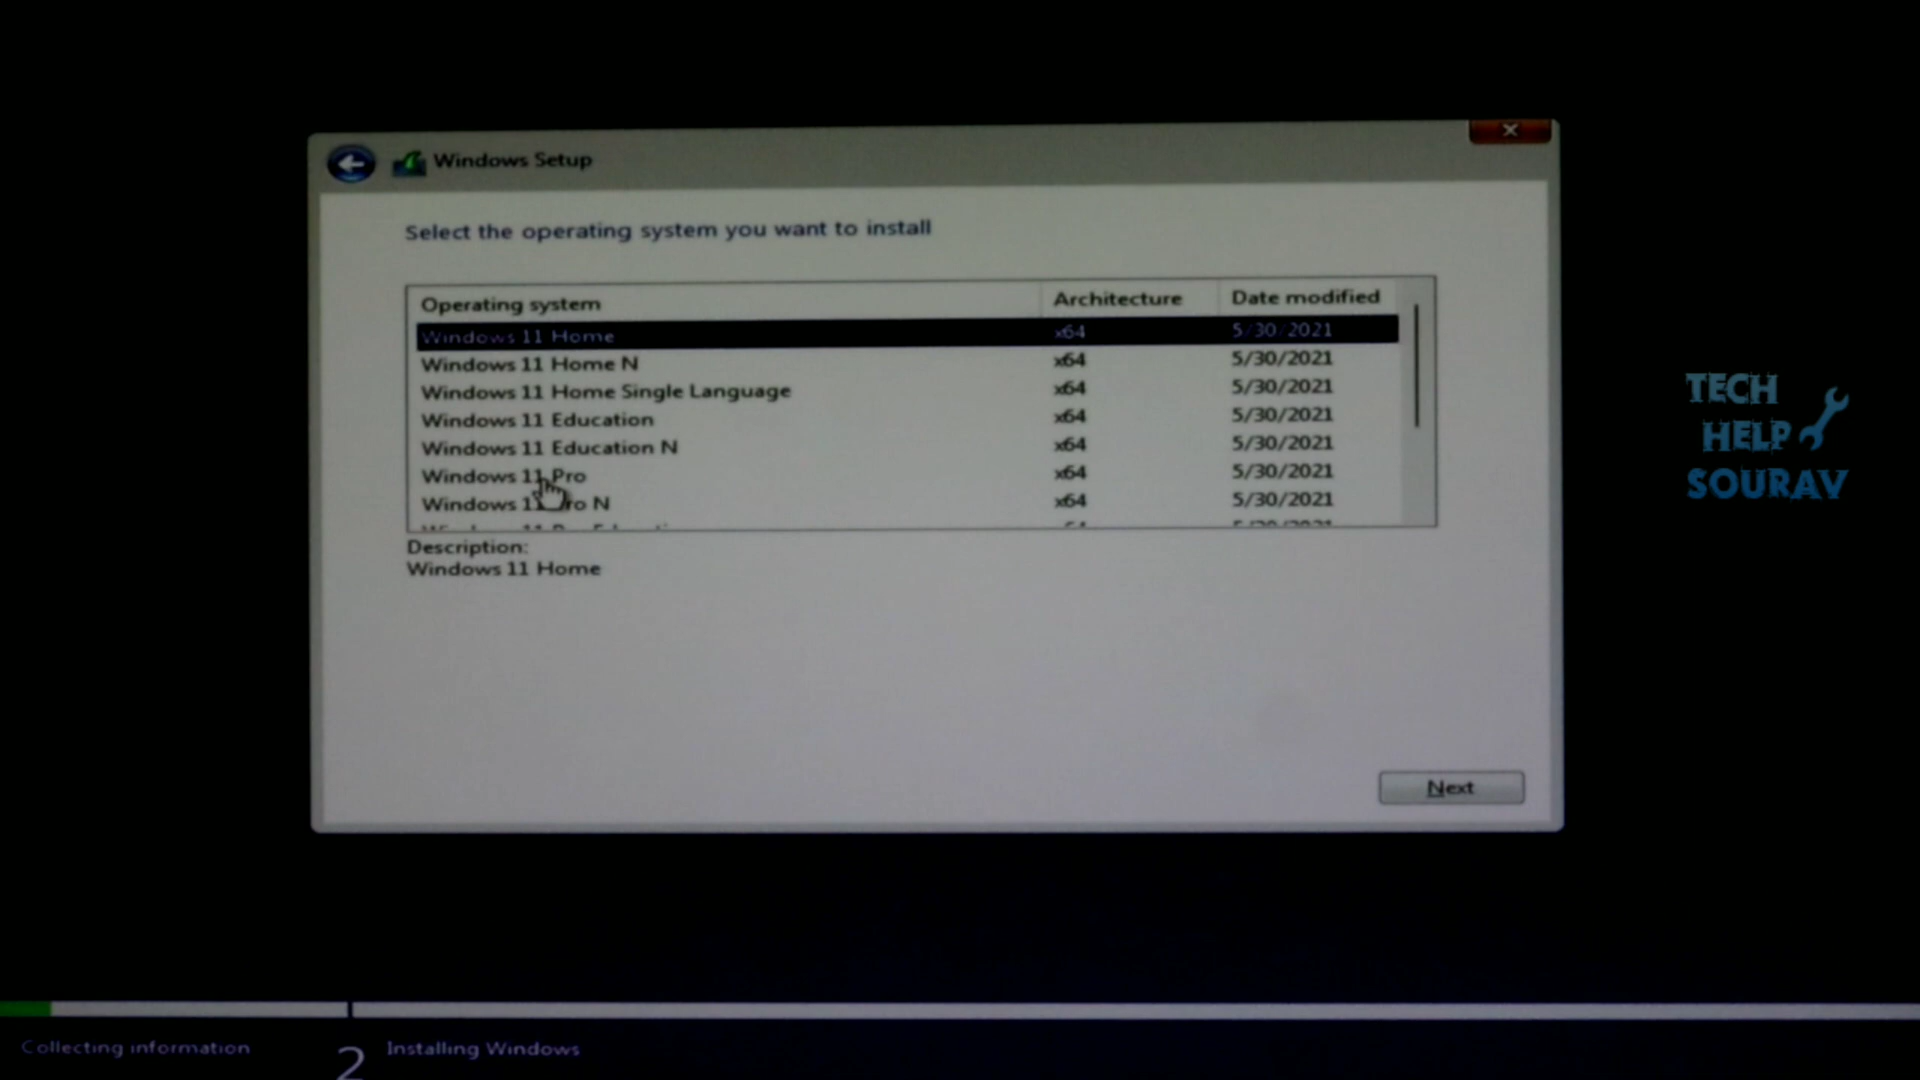 Windows Setup
Select the operating system you want to install
Operating system Architecture Date modified
Windows 11 Home x64 5/30/2021
Windows 11 Home N x64 5/30/2021
Windows 11 Home Single Language x64 5/30/2021
Windows 11 Education x64 5/30/2021
Windows 11 Education N x64 5/30/2021
Windows 11 Pro x64 5/30/2021
Windows 11 Pro N x64 5/30/2021
Description:
Windows 11 Home
Next
TECH
HELP
SOURAV
Collecting information
2 Installing Windows